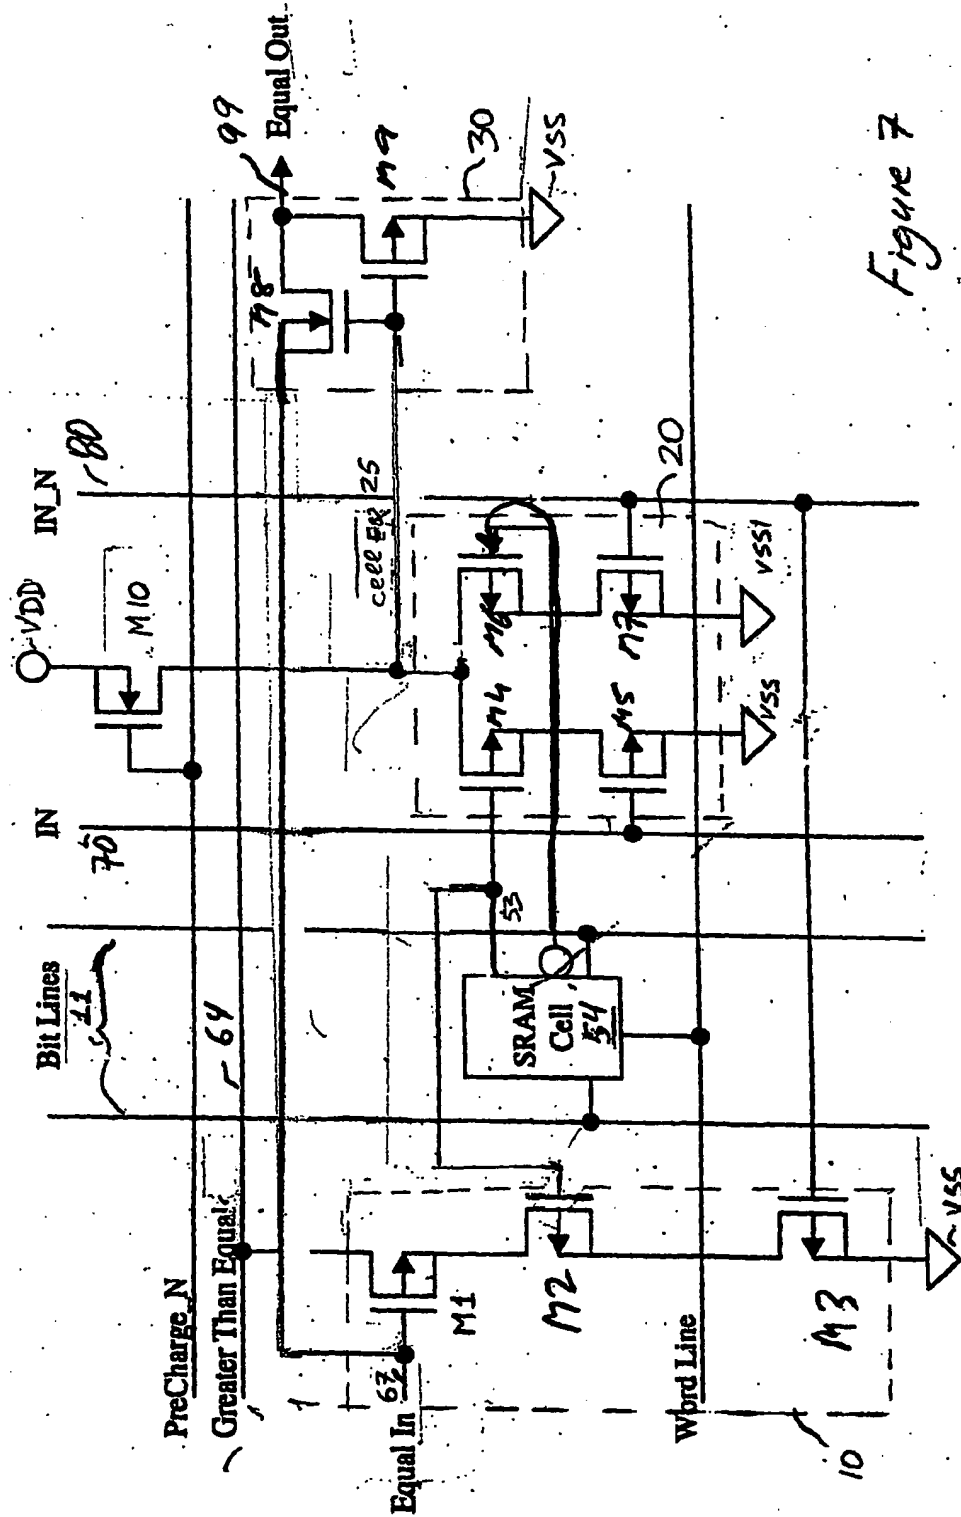 PreCharge_N
Greater Than Equal
64
Equal In
67
1
Bit Lines
11
IN
70
VDD
M10
IN_N
80
Equal Out
99
M8
M9
30
VSS
25
cell EQ
M1
M2
M3
VSS
10
SRAM
Cell
54
53
M4
M5
M6
M7
VSS
VSS1
20
Word Line
Figure 7